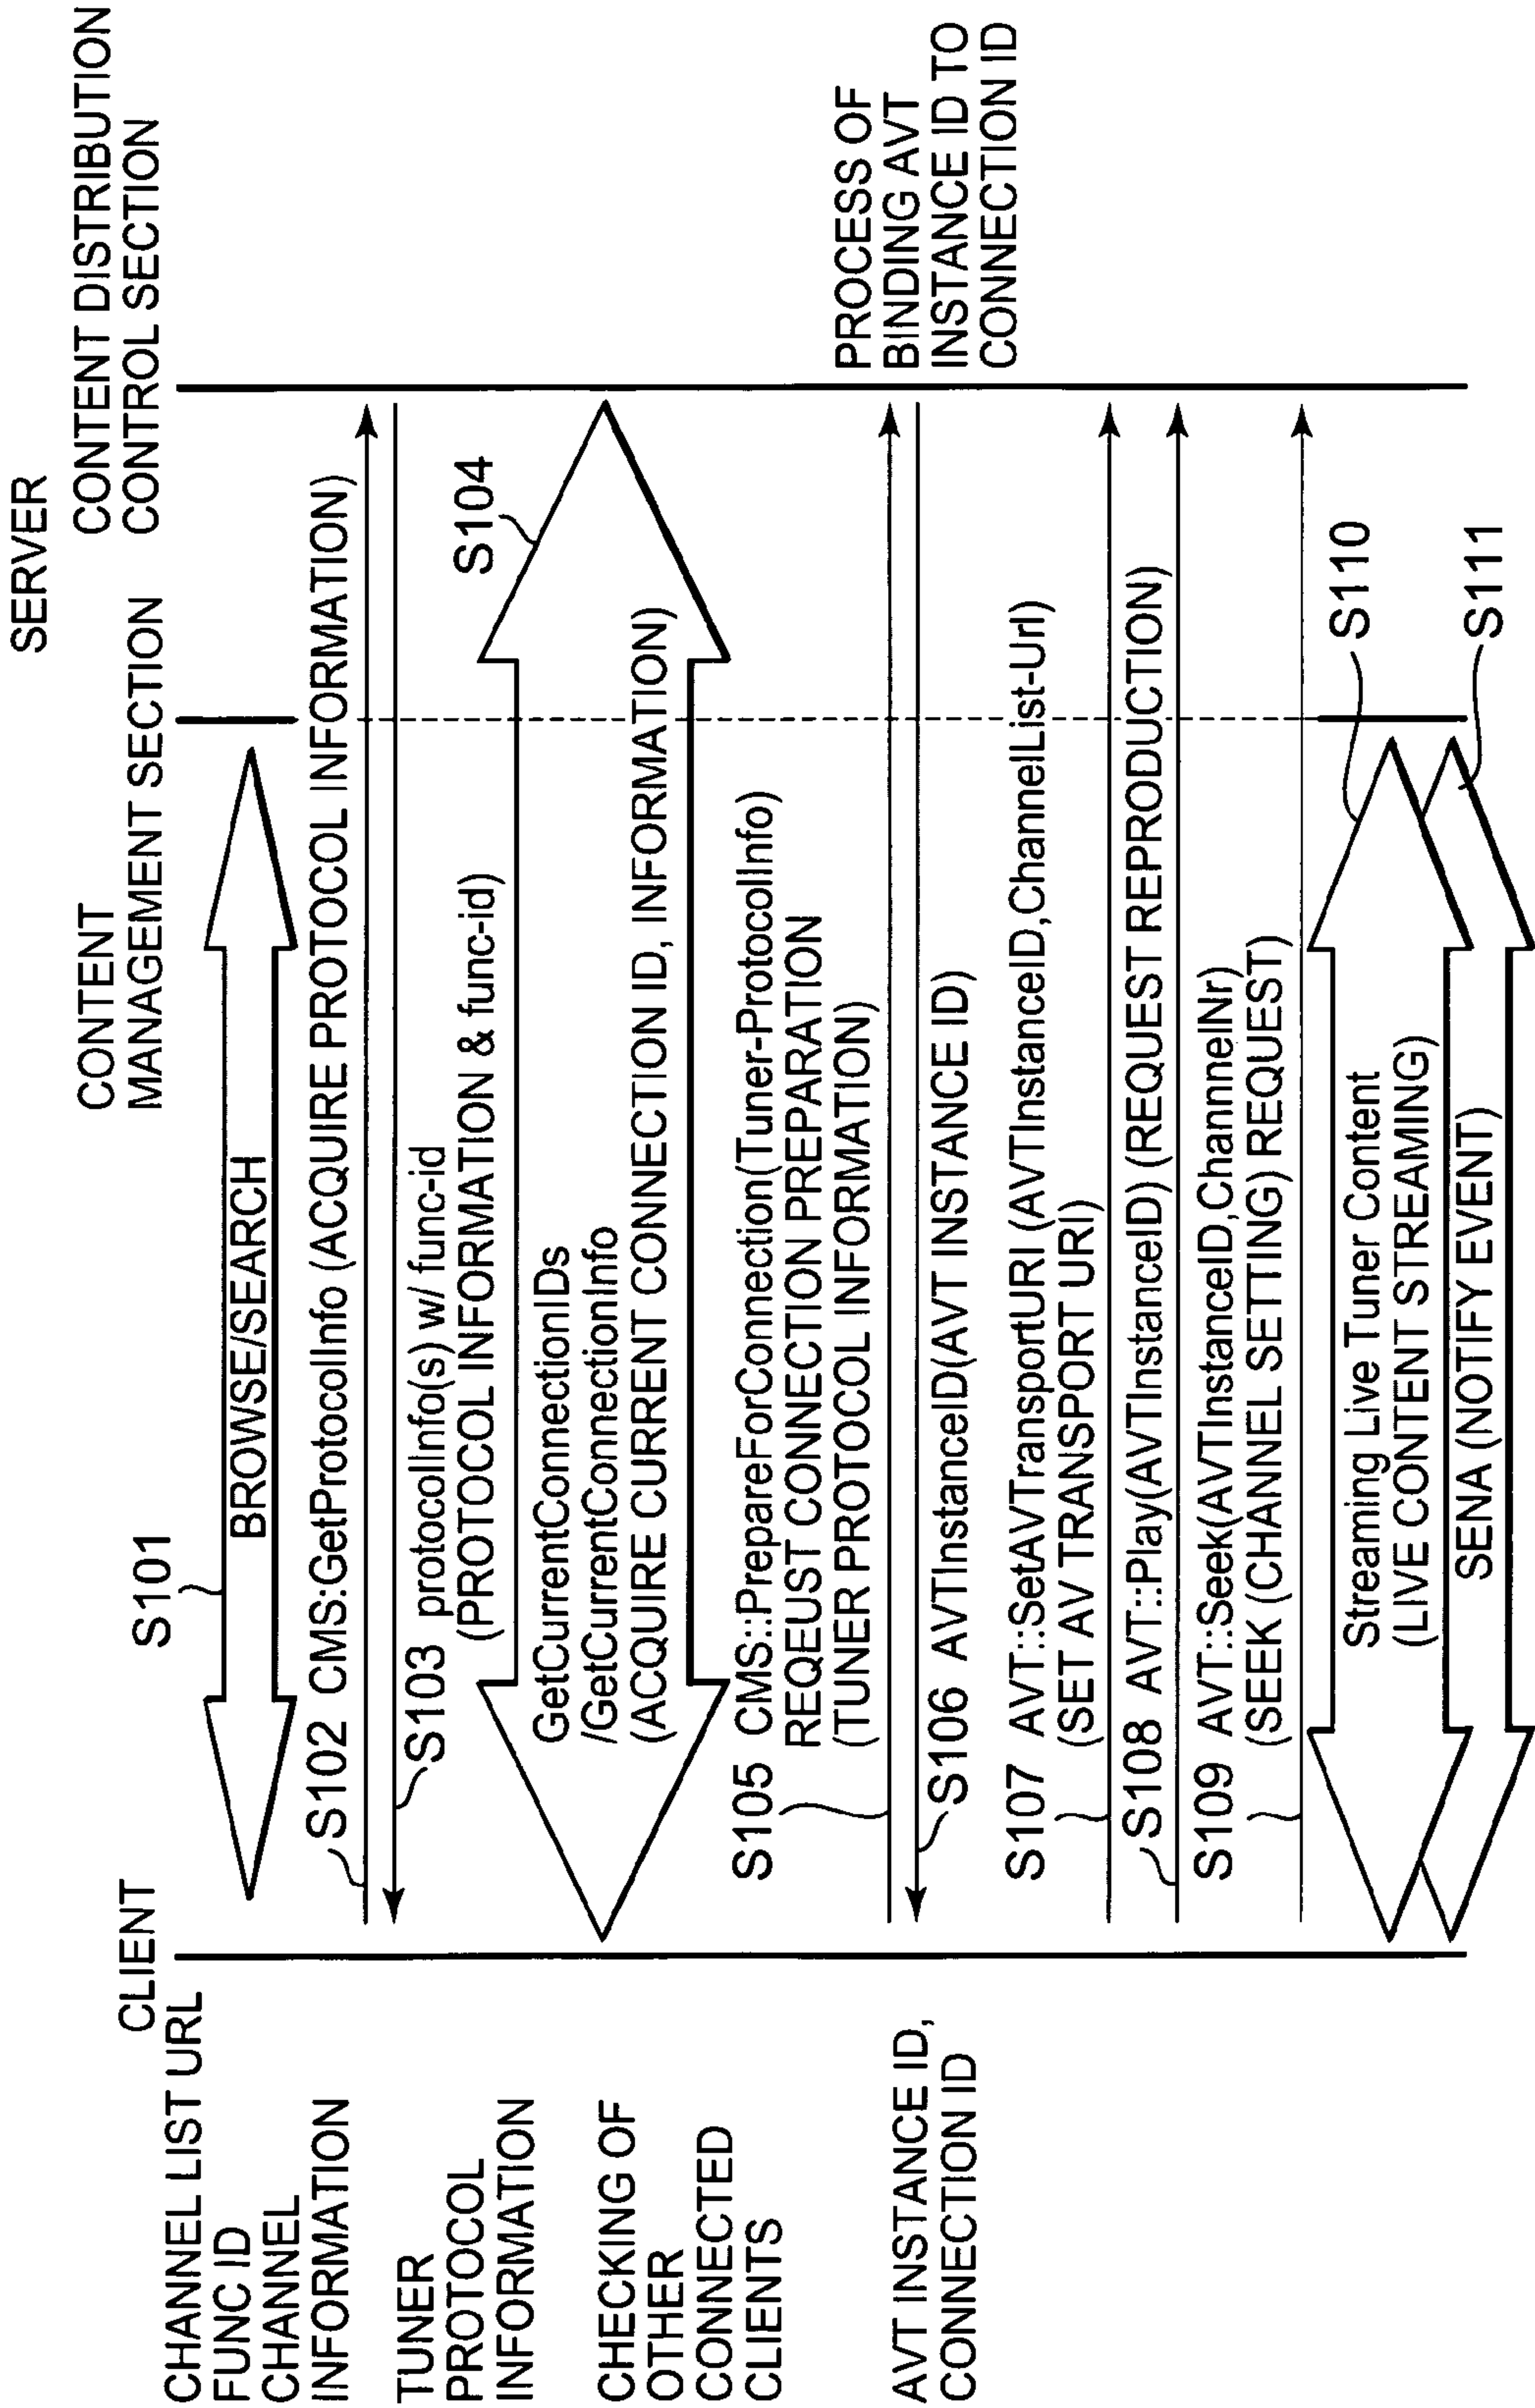 SERVER
CLIENT
CONTENT
MANAGEMENT SECTION
CONTENT DISTRIBUTION
CONTROL SECTION
CHANNEL LIST URL
FUNC ID
CHANNEL
INFORMATION
S101
BROWSE/SEARCH
S102 CMS:GetProtocolInfo (ACQUIRE PROTOCOL INFORMATION)
TUNER
PROTOCOL
INFORMATION
S103 protocolInfo(s) w/ func-id
(PROTOCOL INFORMATION & func-id)
S104
CHECKING OF
OTHER
CONNECTED
CLIENTS
GetCurrentConnectionIDs
/GetCurrentConnectionInfo
(ACQUIRE CURRENT CONNECTION ID, INFORMATION)
S105 CMS::PrepareForConnection(Tuner-ProtocolInfo)
REQEUST CONNECTION PREPARATION
(TUNER PROTOCOL INFORMATION)
PROCESS OF
BINDING AVT
INSTANCE ID TO
CONNECTION ID
AVT INSTANCE ID,
CONNECTION ID
S106 AVTInstanceID(AVT INSTANCE ID)
S107 AVT::SetAVTransportURI (AVTInstanceID,ChannelList-Url)
(SET AV TRANSPORT URI)
S108 AVT::Play(AVTInstanceID) (REQUEST REPRODUCTION)
S109 AVT::Seek(AVTInstanceID,ChannelNr)
(SEEK (CHANNEL SETTING) REQUEST)
S110
Streaming Live Tuner Content
(LIVE CONTENT STREAMING)
S111
SENA (NOTIFY EVENT)